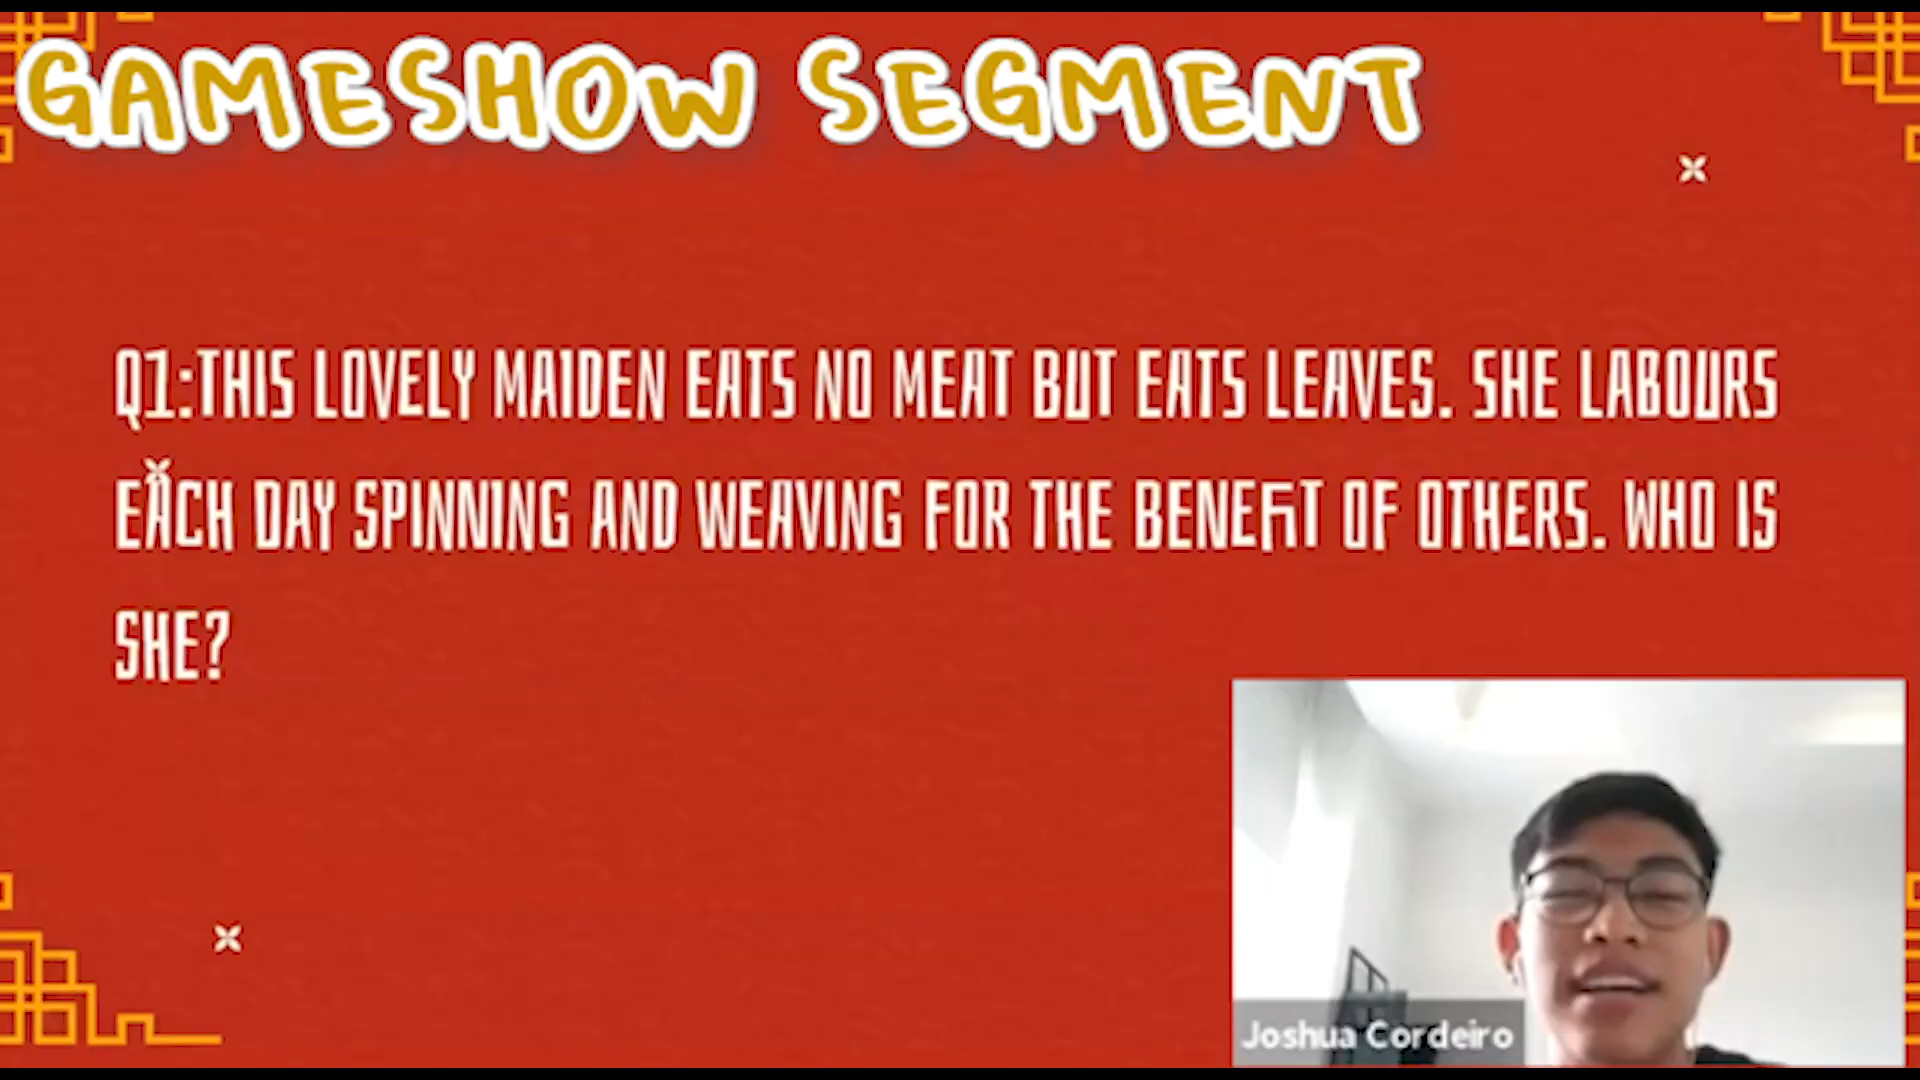 GAMESHOW SEGMENT
Q1:THIS LOVELY MAIDEN EATS NO MEAT BUT EATS LEAVES. SHE LABOURS
EACH DAY SPINNING AND WEAVING FOR THE BENEFIT OF OTHERS. WHO IS
SHE?
Joshua Cordeiro